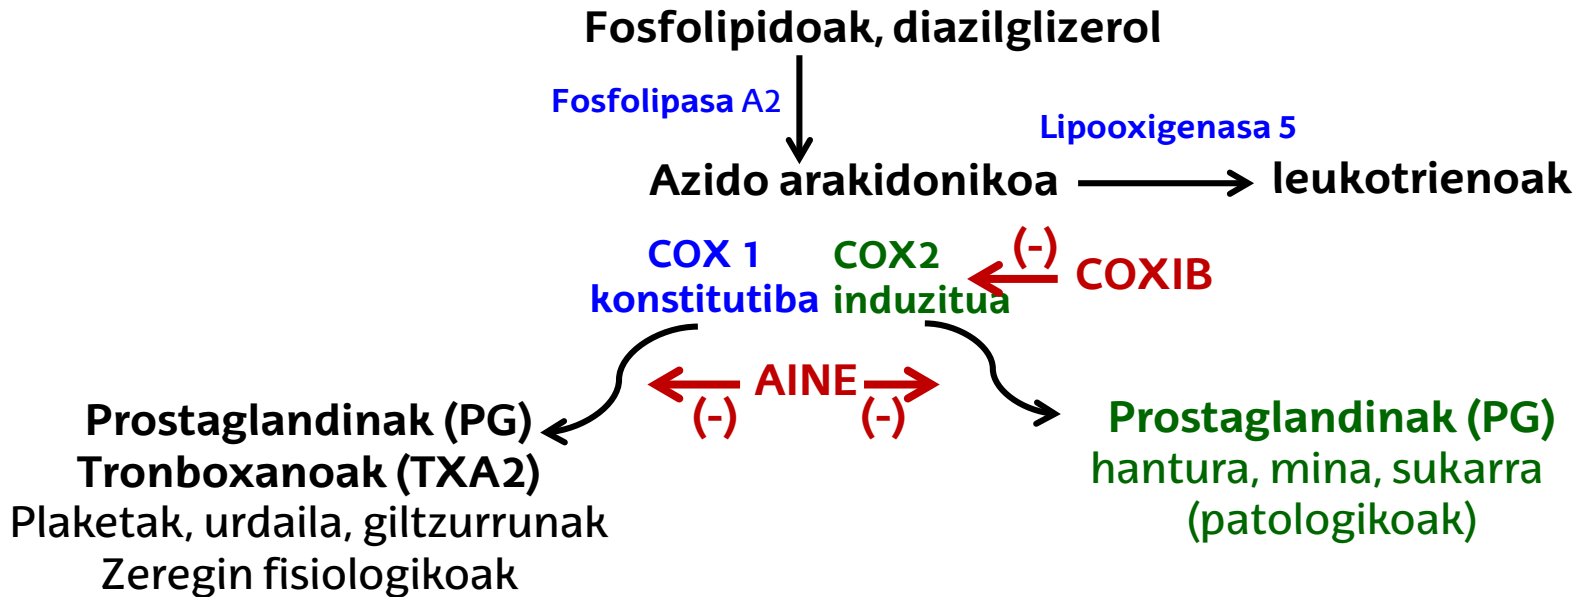 Fosfolipidoak, diazilglizerol
Fosfolipasa A2
Lipooxigenasa 5
Azido arakidonikoa
leukotrienoak
COX 1
konstitutiba
COX2
induzitua
(-)
COXIB
AINE
(-)
(-)
Prostaglandinak (PG)
Tronboxanoak (TXA2)
Plaketak, urdaila, giltzurrunak
Zeregin fisiologikoak
Prostaglandinak (PG)
hantura, mina, sukarra
(patologikoak)